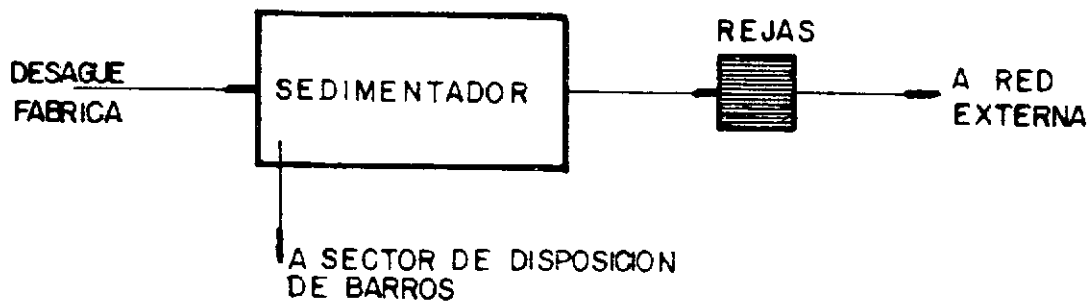 DESAGUE
FABRICA
SEDIMENTADOR
REJAS
A RED
EXTERNA
A SECTOR DE DISPOSICION
DE BARROS